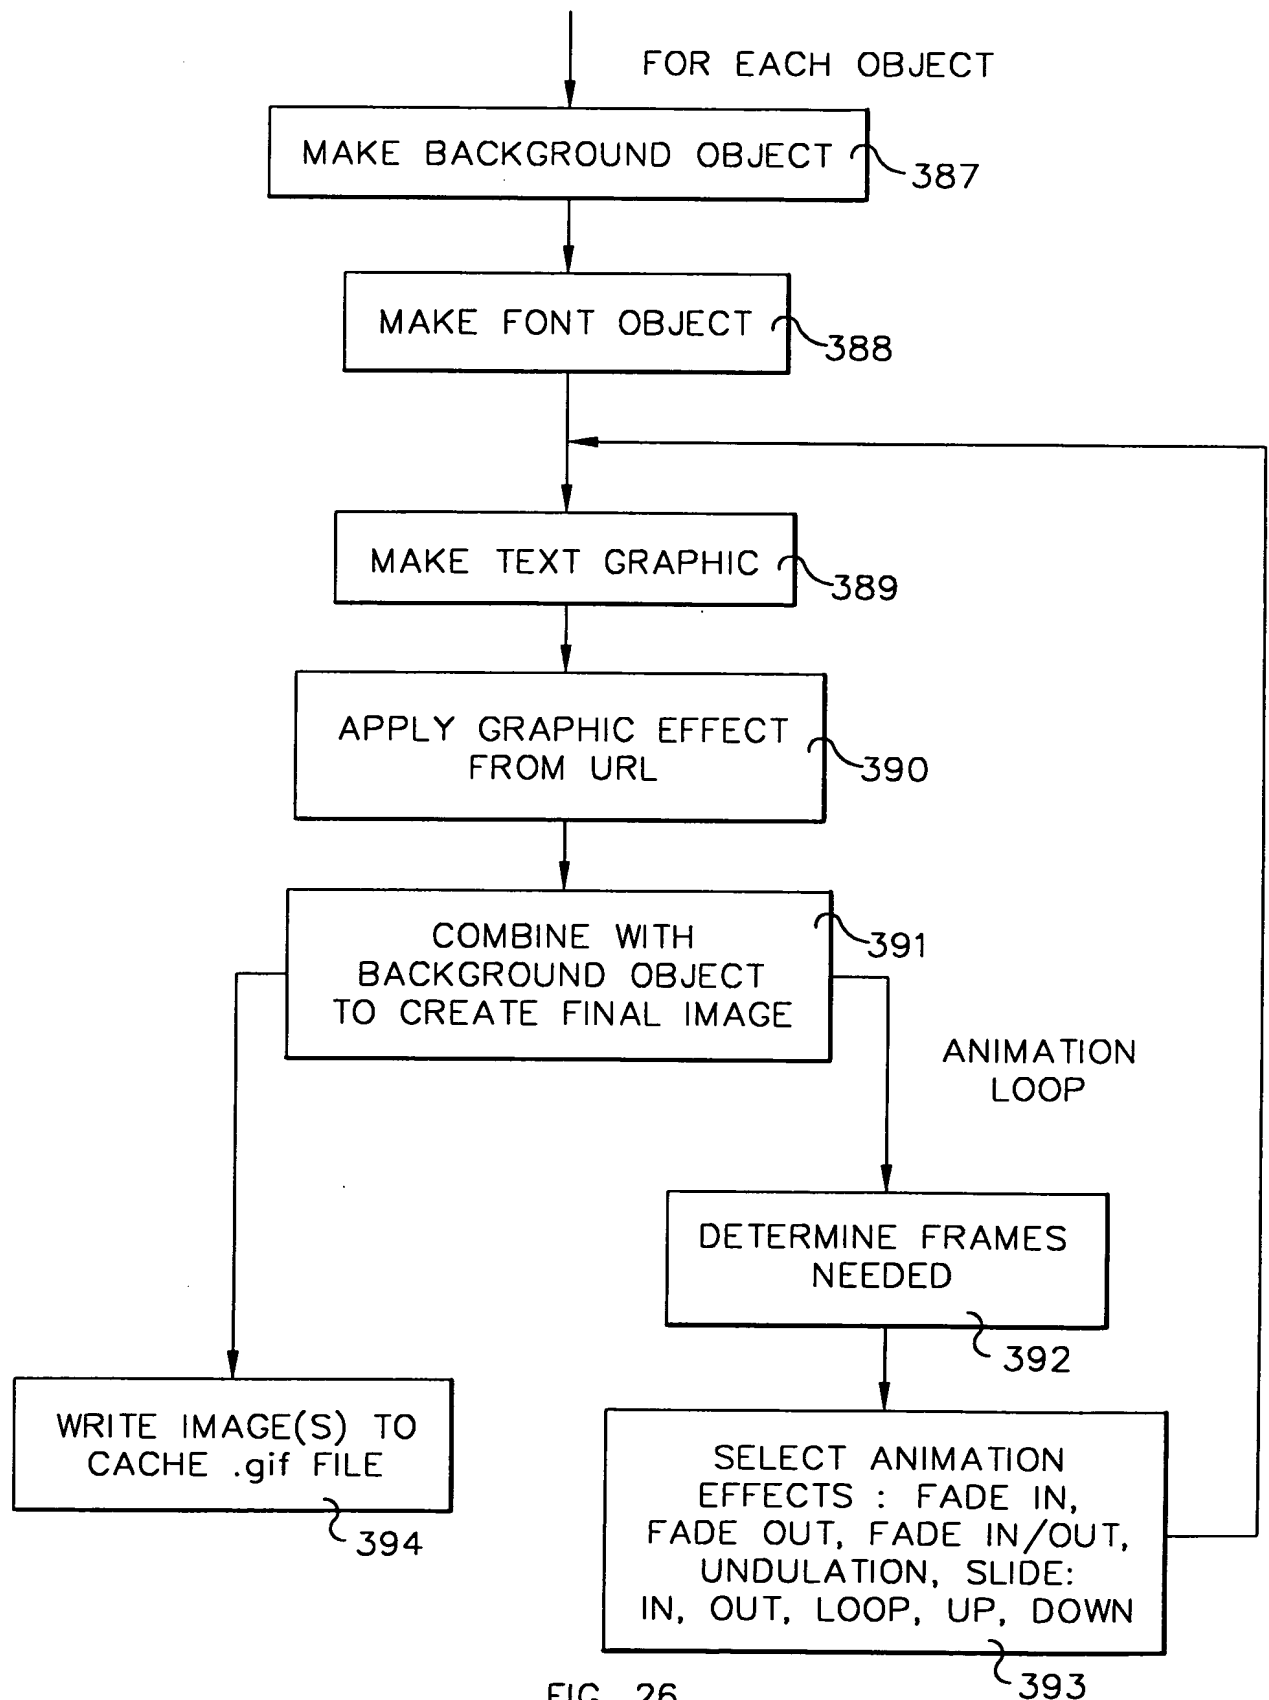 FOR EACH OBJECT
MAKE BACKGROUND OBJECT
387
MAKE FONT OBJECT
388
MAKE TEXT GRAPHIC
389
APPLY GRAPHIC EFFECT
FROM URL
390
COMBINE WITH
BACKGROUND OBJECT
TO CREATE FINAL IMAGE
391
ANIMATION
LOOP
DETERMINE FRAMES
NEEDED
392
WRITE IMAGE(S) TO
CACHE .gif FILE
394
SELECT ANIMATION
EFFECTS : FADE IN,
FADE OUT, FADE IN/OUT,
UNDULATION, SLIDE:
IN, OUT, LOOP, UP, DOWN
393
FIG. 26